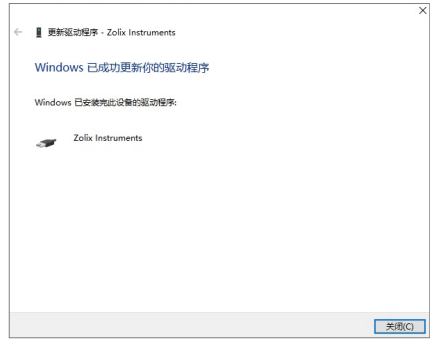 更新驱动程序 - Zolix Instruments
Windows 已成功更新你的驱动程序
Windows 已安装完此设备的驱动程序:
Zolix Instruments
关闭(C)